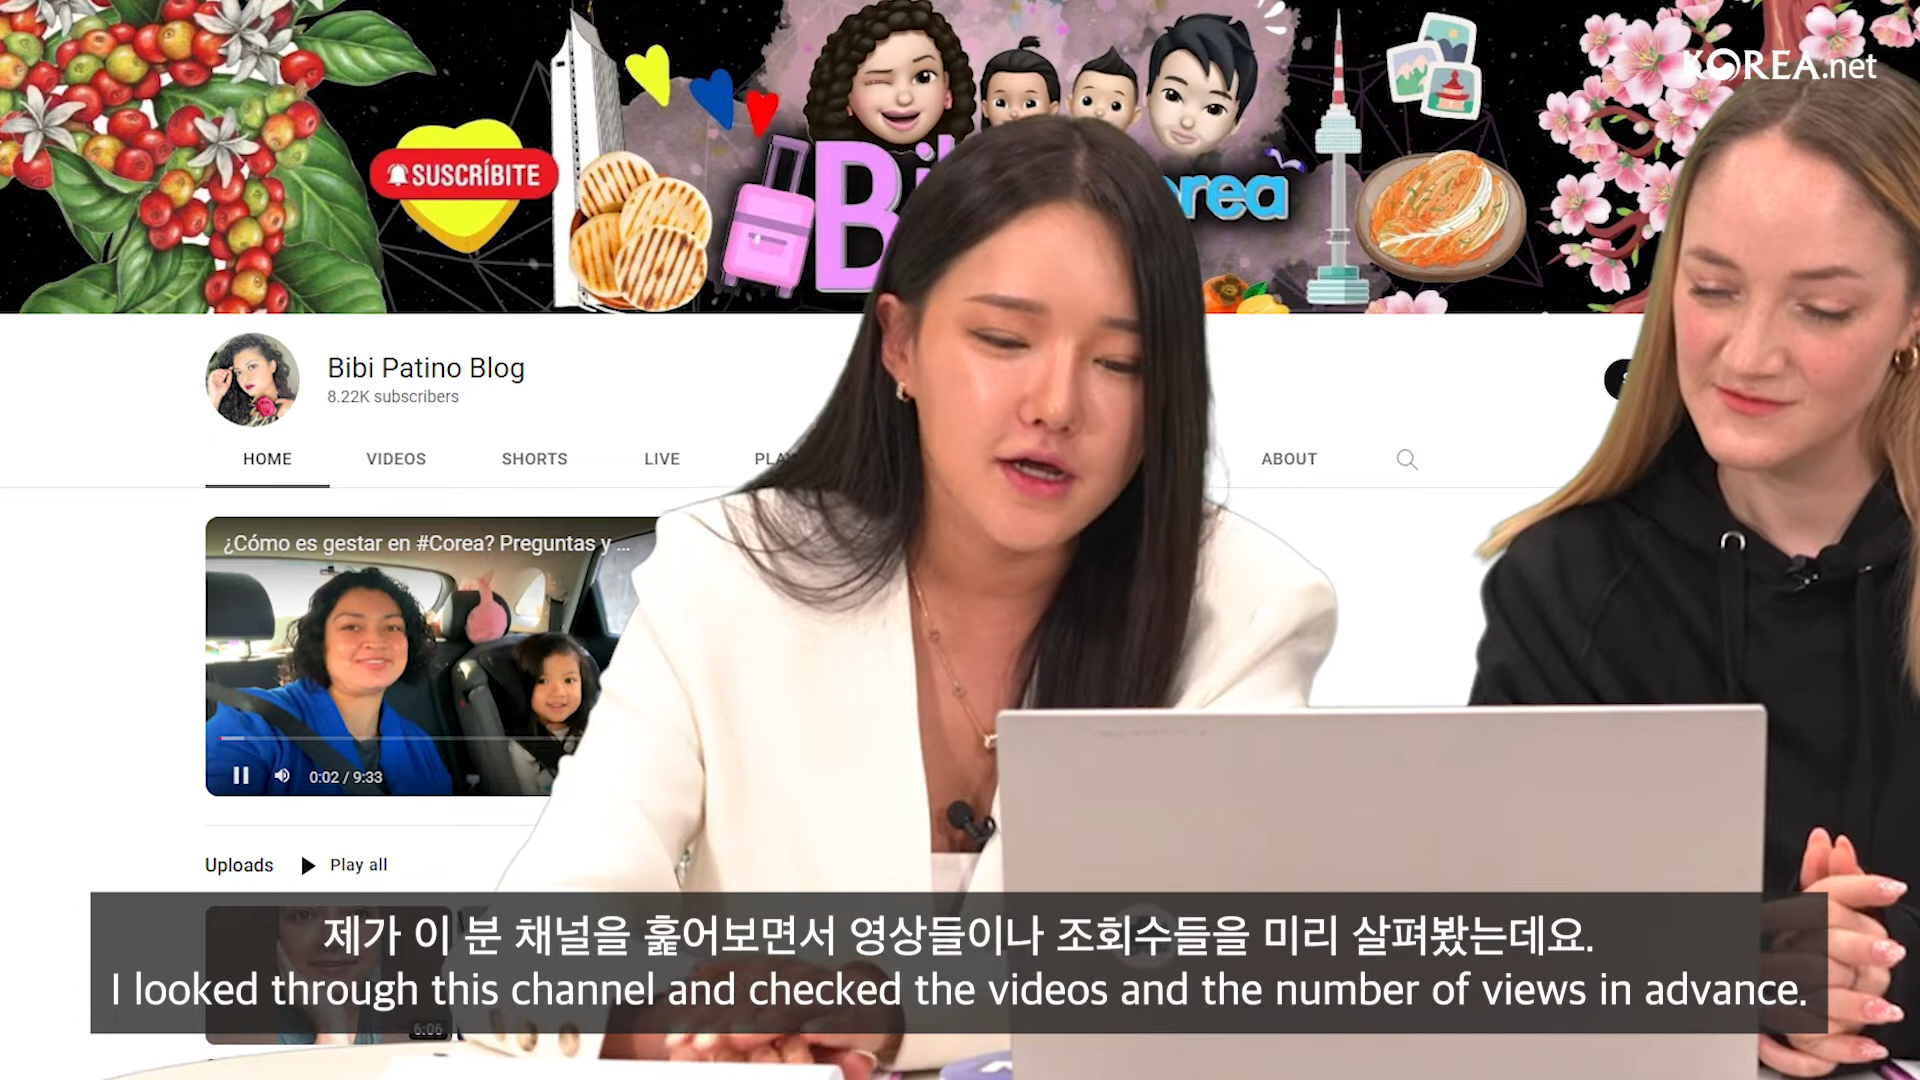 KOREA.net
SUSCRÍBITE
Bibi Patino Blog
8.22K subscribers
HOME
VIDEOS
SHORTS
LIVE
ABOUT
¿Cómo es gestar en #Corea? Preguntas y ...
0:02 / 9:33
Uploads
Play all
6:06
제가 이 분 채널을 훑어보면서 영상들이나 조회수들을 미리 살펴봤는데요.
I looked through this channel and checked the videos and the number of views in advance.